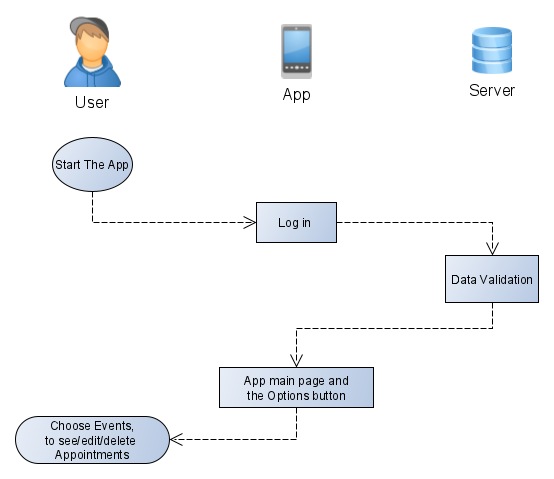 User
App
Server
Start The App
Log in
Data Validation
App main page and
the Options button
Choose Events,
to see/edit/delete
Appointments